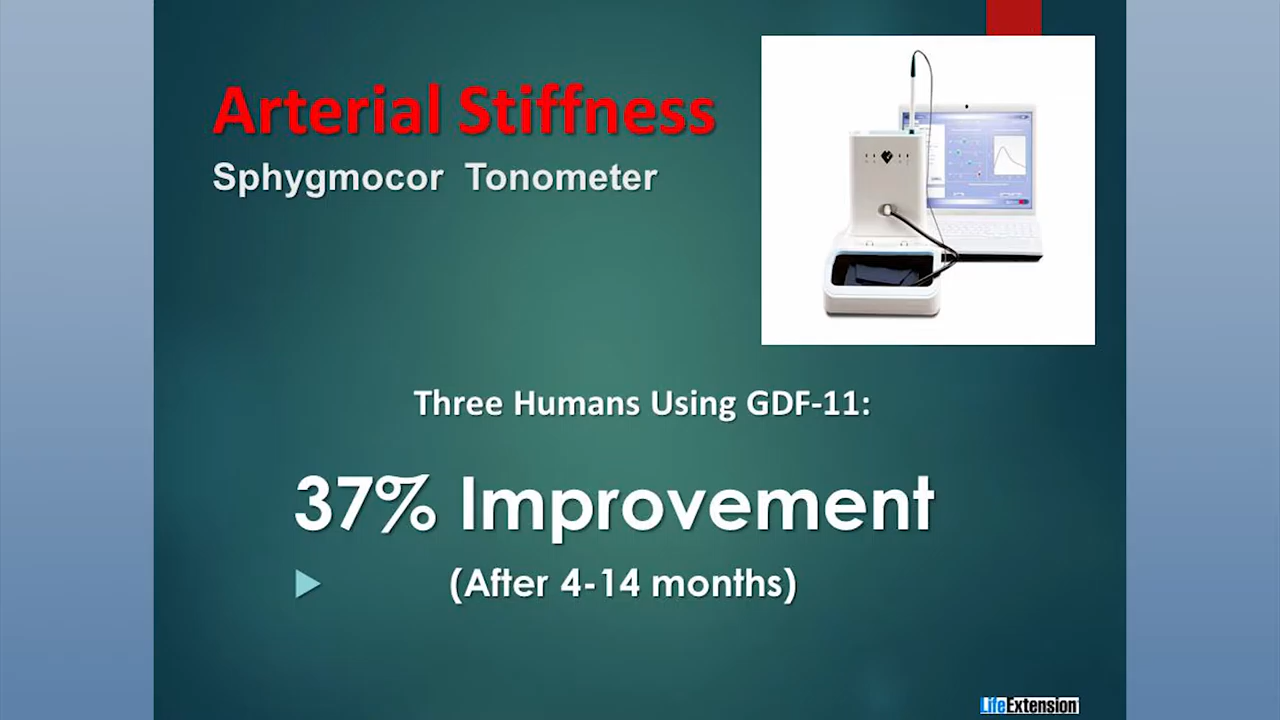 Arterial Stiffness
Sphygmocor Tonometer
Three Humans Using GDF-11:
37% Improvement
(After 4-14 months)
LifeExtension